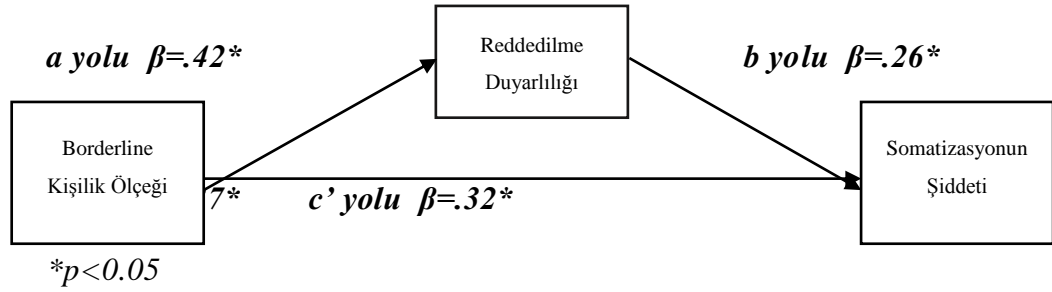 a yolu β=.42*
Reddedilme
Duyarlılığı
b yolu β=.26*
Borderline
Kişilik Ölçeği
Somatizasyonun
Şiddeti
7*
c’ yolu β=.32*
*p<0.05